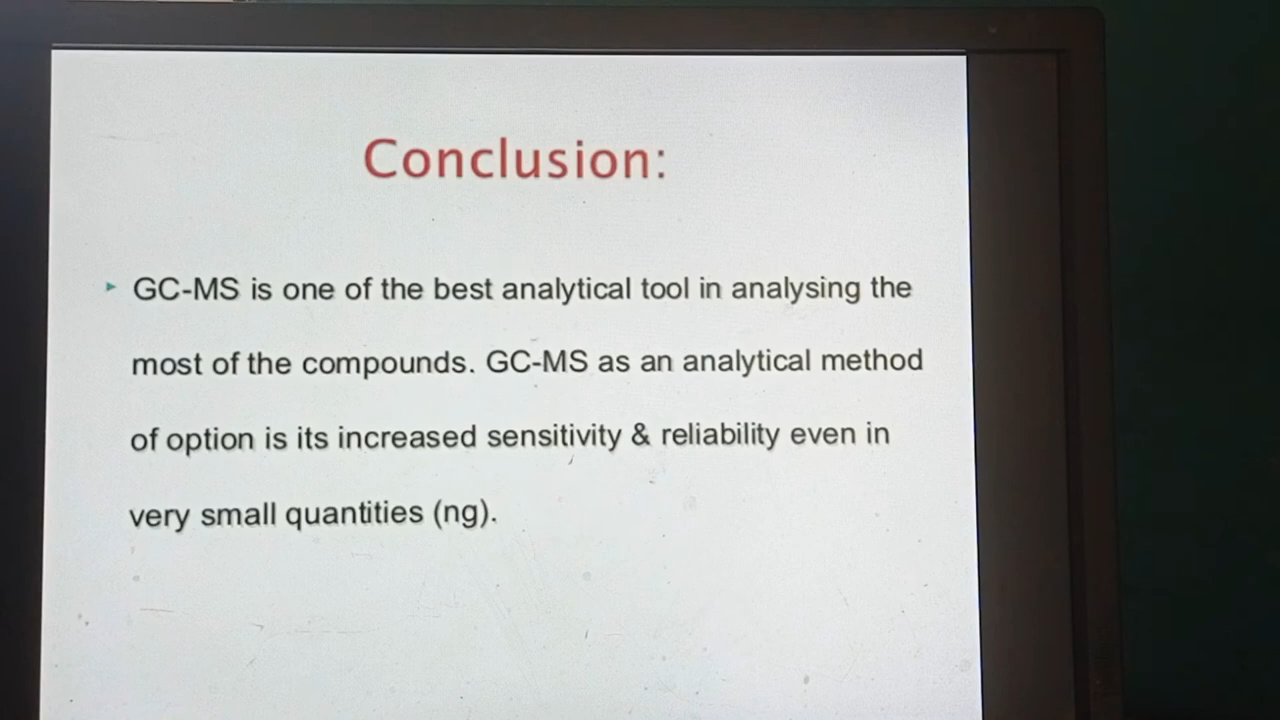 Conclusion:
GC-MS is one of the best analytical tool in analysing the
most of the compounds. GC-MS as an analytical method
of option is its increased sensitivity & reliability even in
very small quantities (ng).